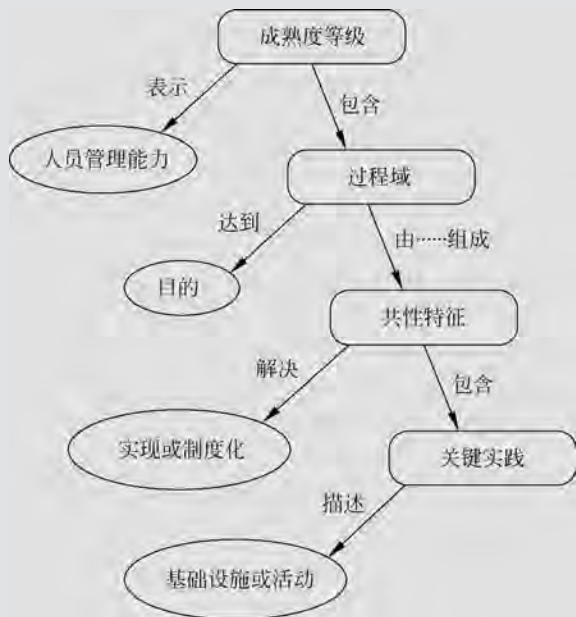 成熟度等级
表示
包含
人员管理能力
过程域
达到
由……组成
目的
共性特征
解决
包含
实现或制度化
关键实践
描述
基础设施或活动